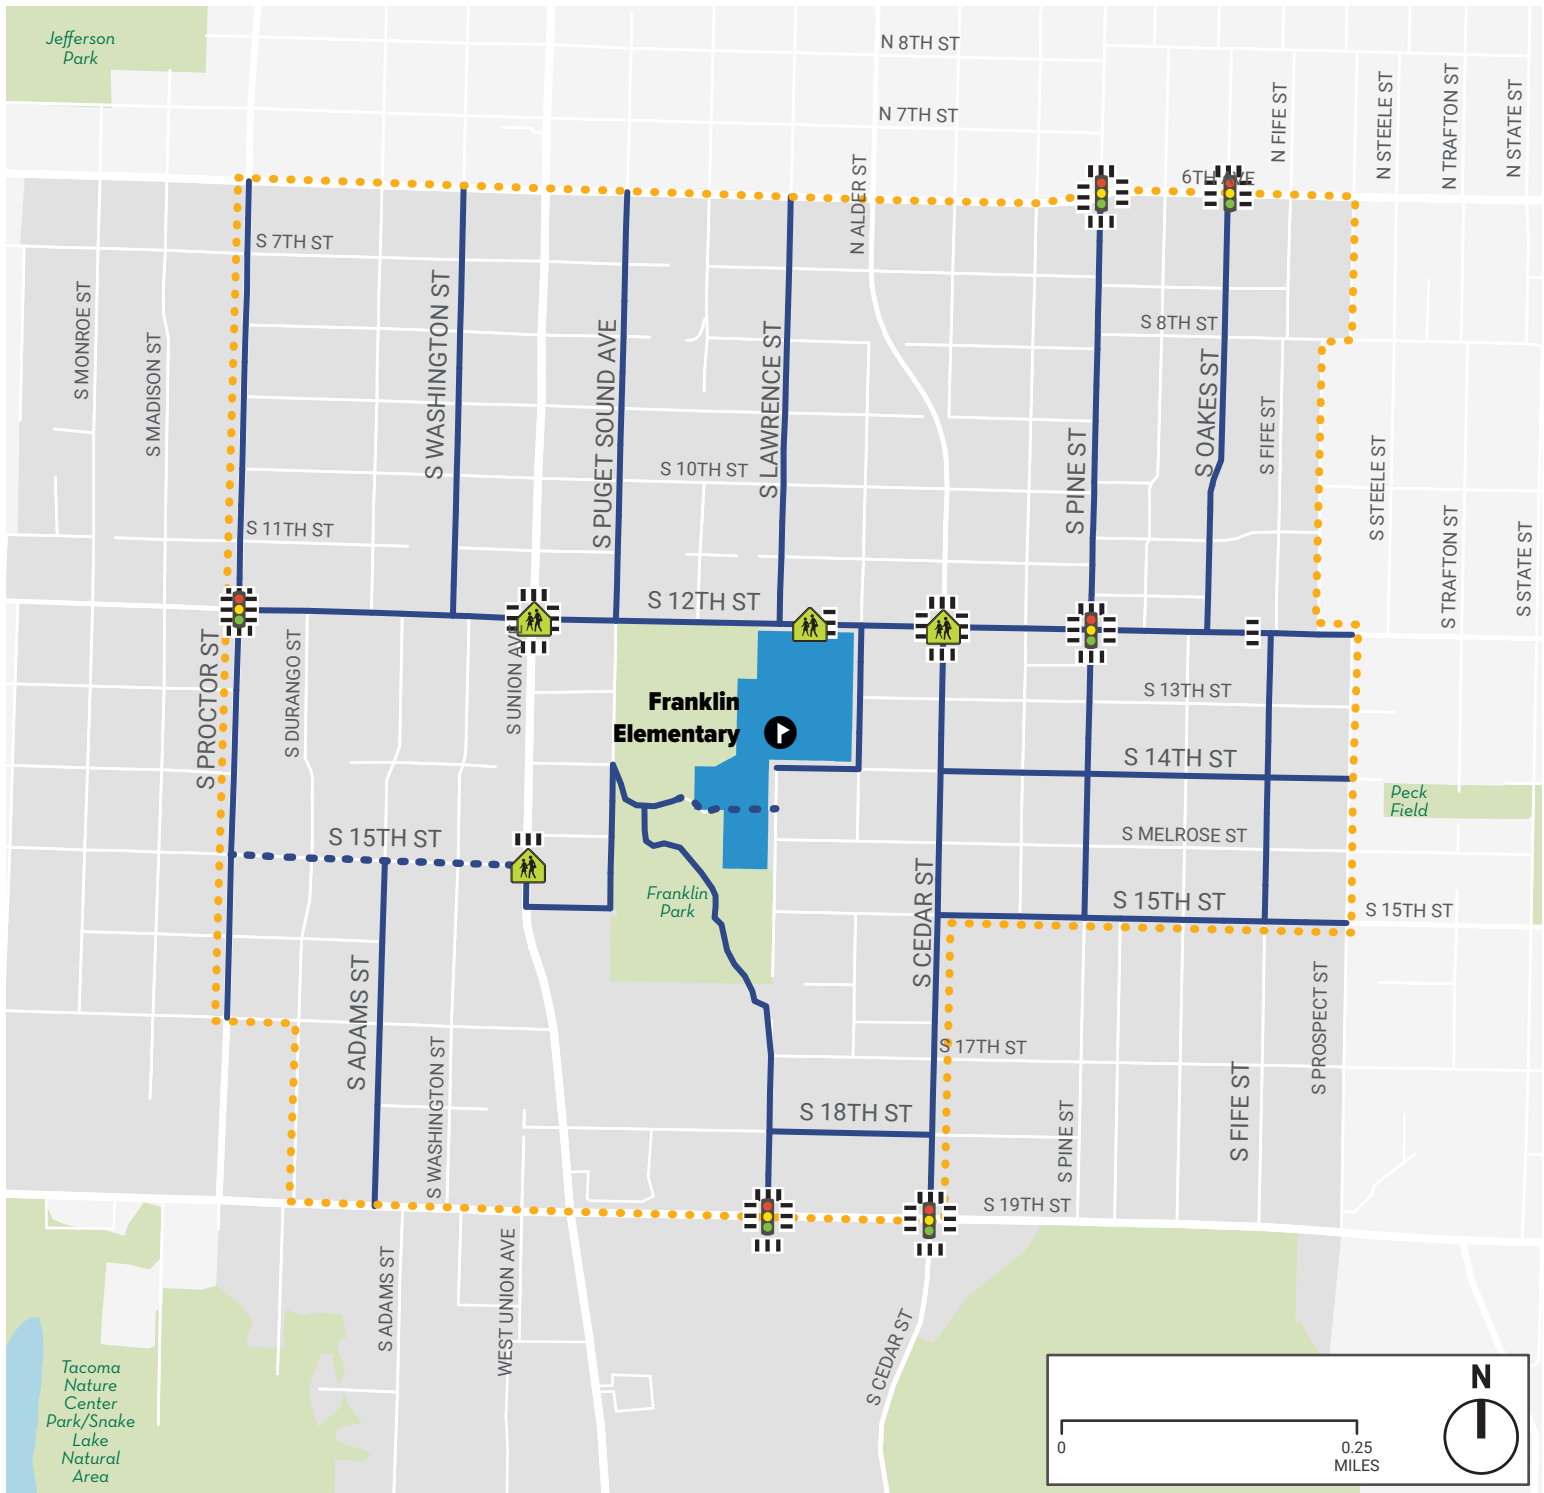 Jefferson
Park
N 8TH ST
N 7TH ST
N FIFE ST
N STEELE ST
N TRAFTON ST
N STATE ST
N ALDER ST
6TH AVE
S 7TH ST
S MONROE ST
S MADISON ST
S WASHINGTON ST
S PUGET SOUND AVE
S LAWRENCE ST
S 8TH ST
S PINE ST
S OAKES ST
S FIFE ST
S 10TH ST
S STEELE ST
S TRAFTON ST
S STATE ST
S 11TH ST
S 12TH ST
S PROCTOR ST
S DURANGO ST
S UNION AVE
Franklin
Elementary
S 13TH ST
S 14TH ST
Peck
Field
S MELROSE ST
S 15TH ST
S 15TH ST
S 15TH ST
Franklin
Park
S CEDAR ST
S ADAMS ST
S WASHINGTON ST
S 17TH ST
S PROSPECT ST
S FIFE ST
S PINE ST
S 18TH ST
S 19TH ST
S ADAMS ST
WEST UNION AVE
S CEDAR ST
Tacoma
Nature
Center
Park/Snake
Lake
Natural
Area
N
0
0.25
MILES